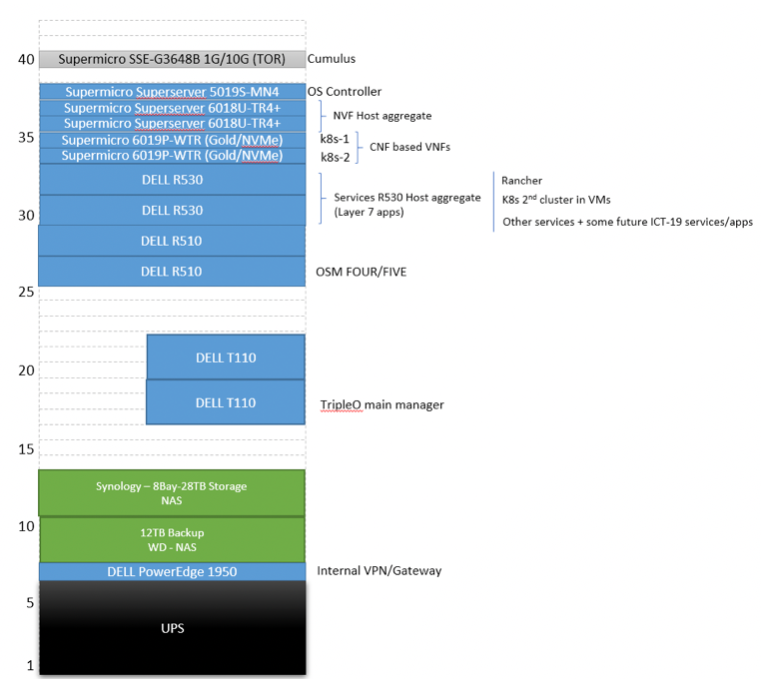 40 Supermicro SSE-G3648B 1G/10G (TOR) Cumulus
Supermicro Superserver 5019S-MN4 OS Controller
Supermicro Superserver 6018U-TR4+
NVF Host aggregate
Supermicro Superserver 6018U-TR4+
35 Supermicro 6019P-WTR (Gold/NVMe) k8s-1
CNF based VNFs
Supermicro 6019P-WTR (Gold/NVMe) k8s-2
DELL R530 Rancher
Services R530 Host aggregate K8s 2nd cluster in VMs
(Layer 7 apps)
30 DELL R530 Other services + some future ICT-19 services/apps
DELL R510
DELL R510 OSM FOUR/FIVE
25
DELL T110
20
DELL T110 TripleO main manager
15
Synology – 8Bay-28TB Storage
NAS
10
12TB Backup
WD - NAS
DELL PowerEdge 1950 Internal VPN/Gateway
5
UPS
1